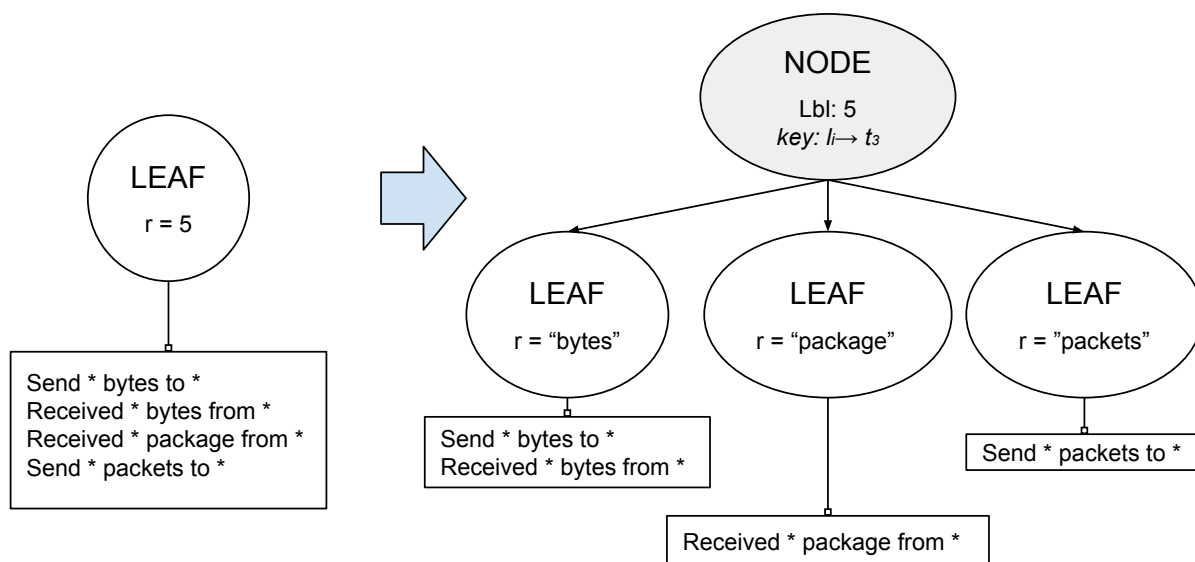 LEAF
r = 5
Send * bytes to *
Received * bytes from *
Received * package from *
Send * packets to *
NODE
Lbl: 5
key: lᵢ→ t₃
LEAF
r = “bytes”
Send * bytes to *
Received * bytes from *
LEAF
r = “package”
Received * package from *
LEAF
r = ”packets”
Send * packets to *